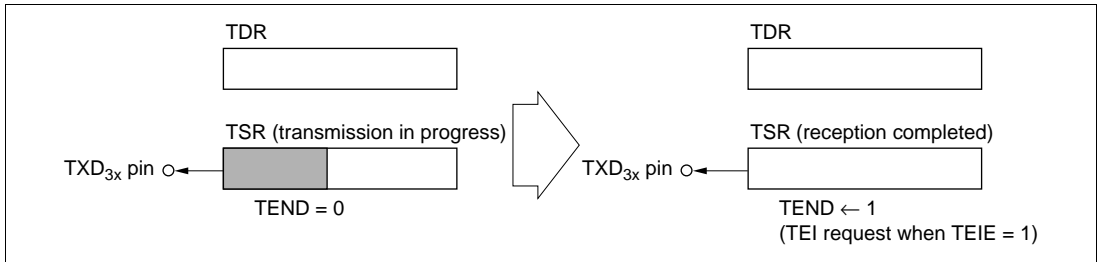 TDR
TSR (transmission in progress)
TXD3x pin
TEND = 0
TDR
TSR (reception completed)
TXD3x pin
TEND ← 1
(TEI request when TEIE = 1)